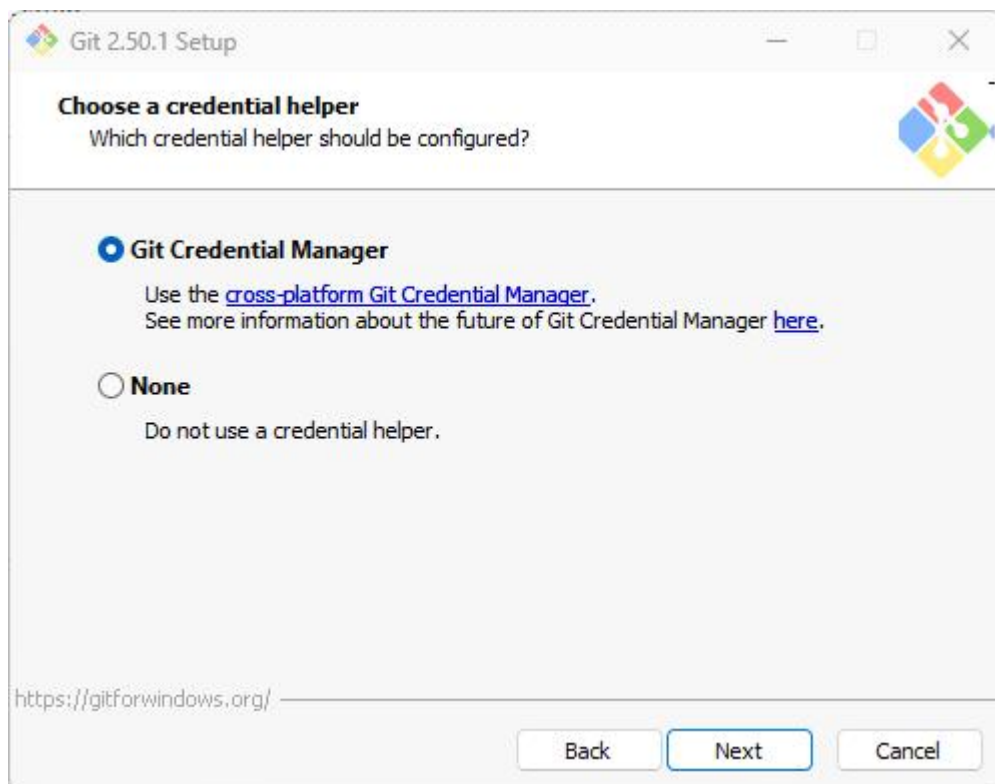 Git 2.50.1 Setup
Choose a credential helper
Which credential helper should be configured?
Git Credential Manager
Use the cross-platform Git Credential Manager.
See more information about the future of Git Credential Manager here.
None
Do not use a credential helper.
https://gitforwindows.org/
Back Next Cancel